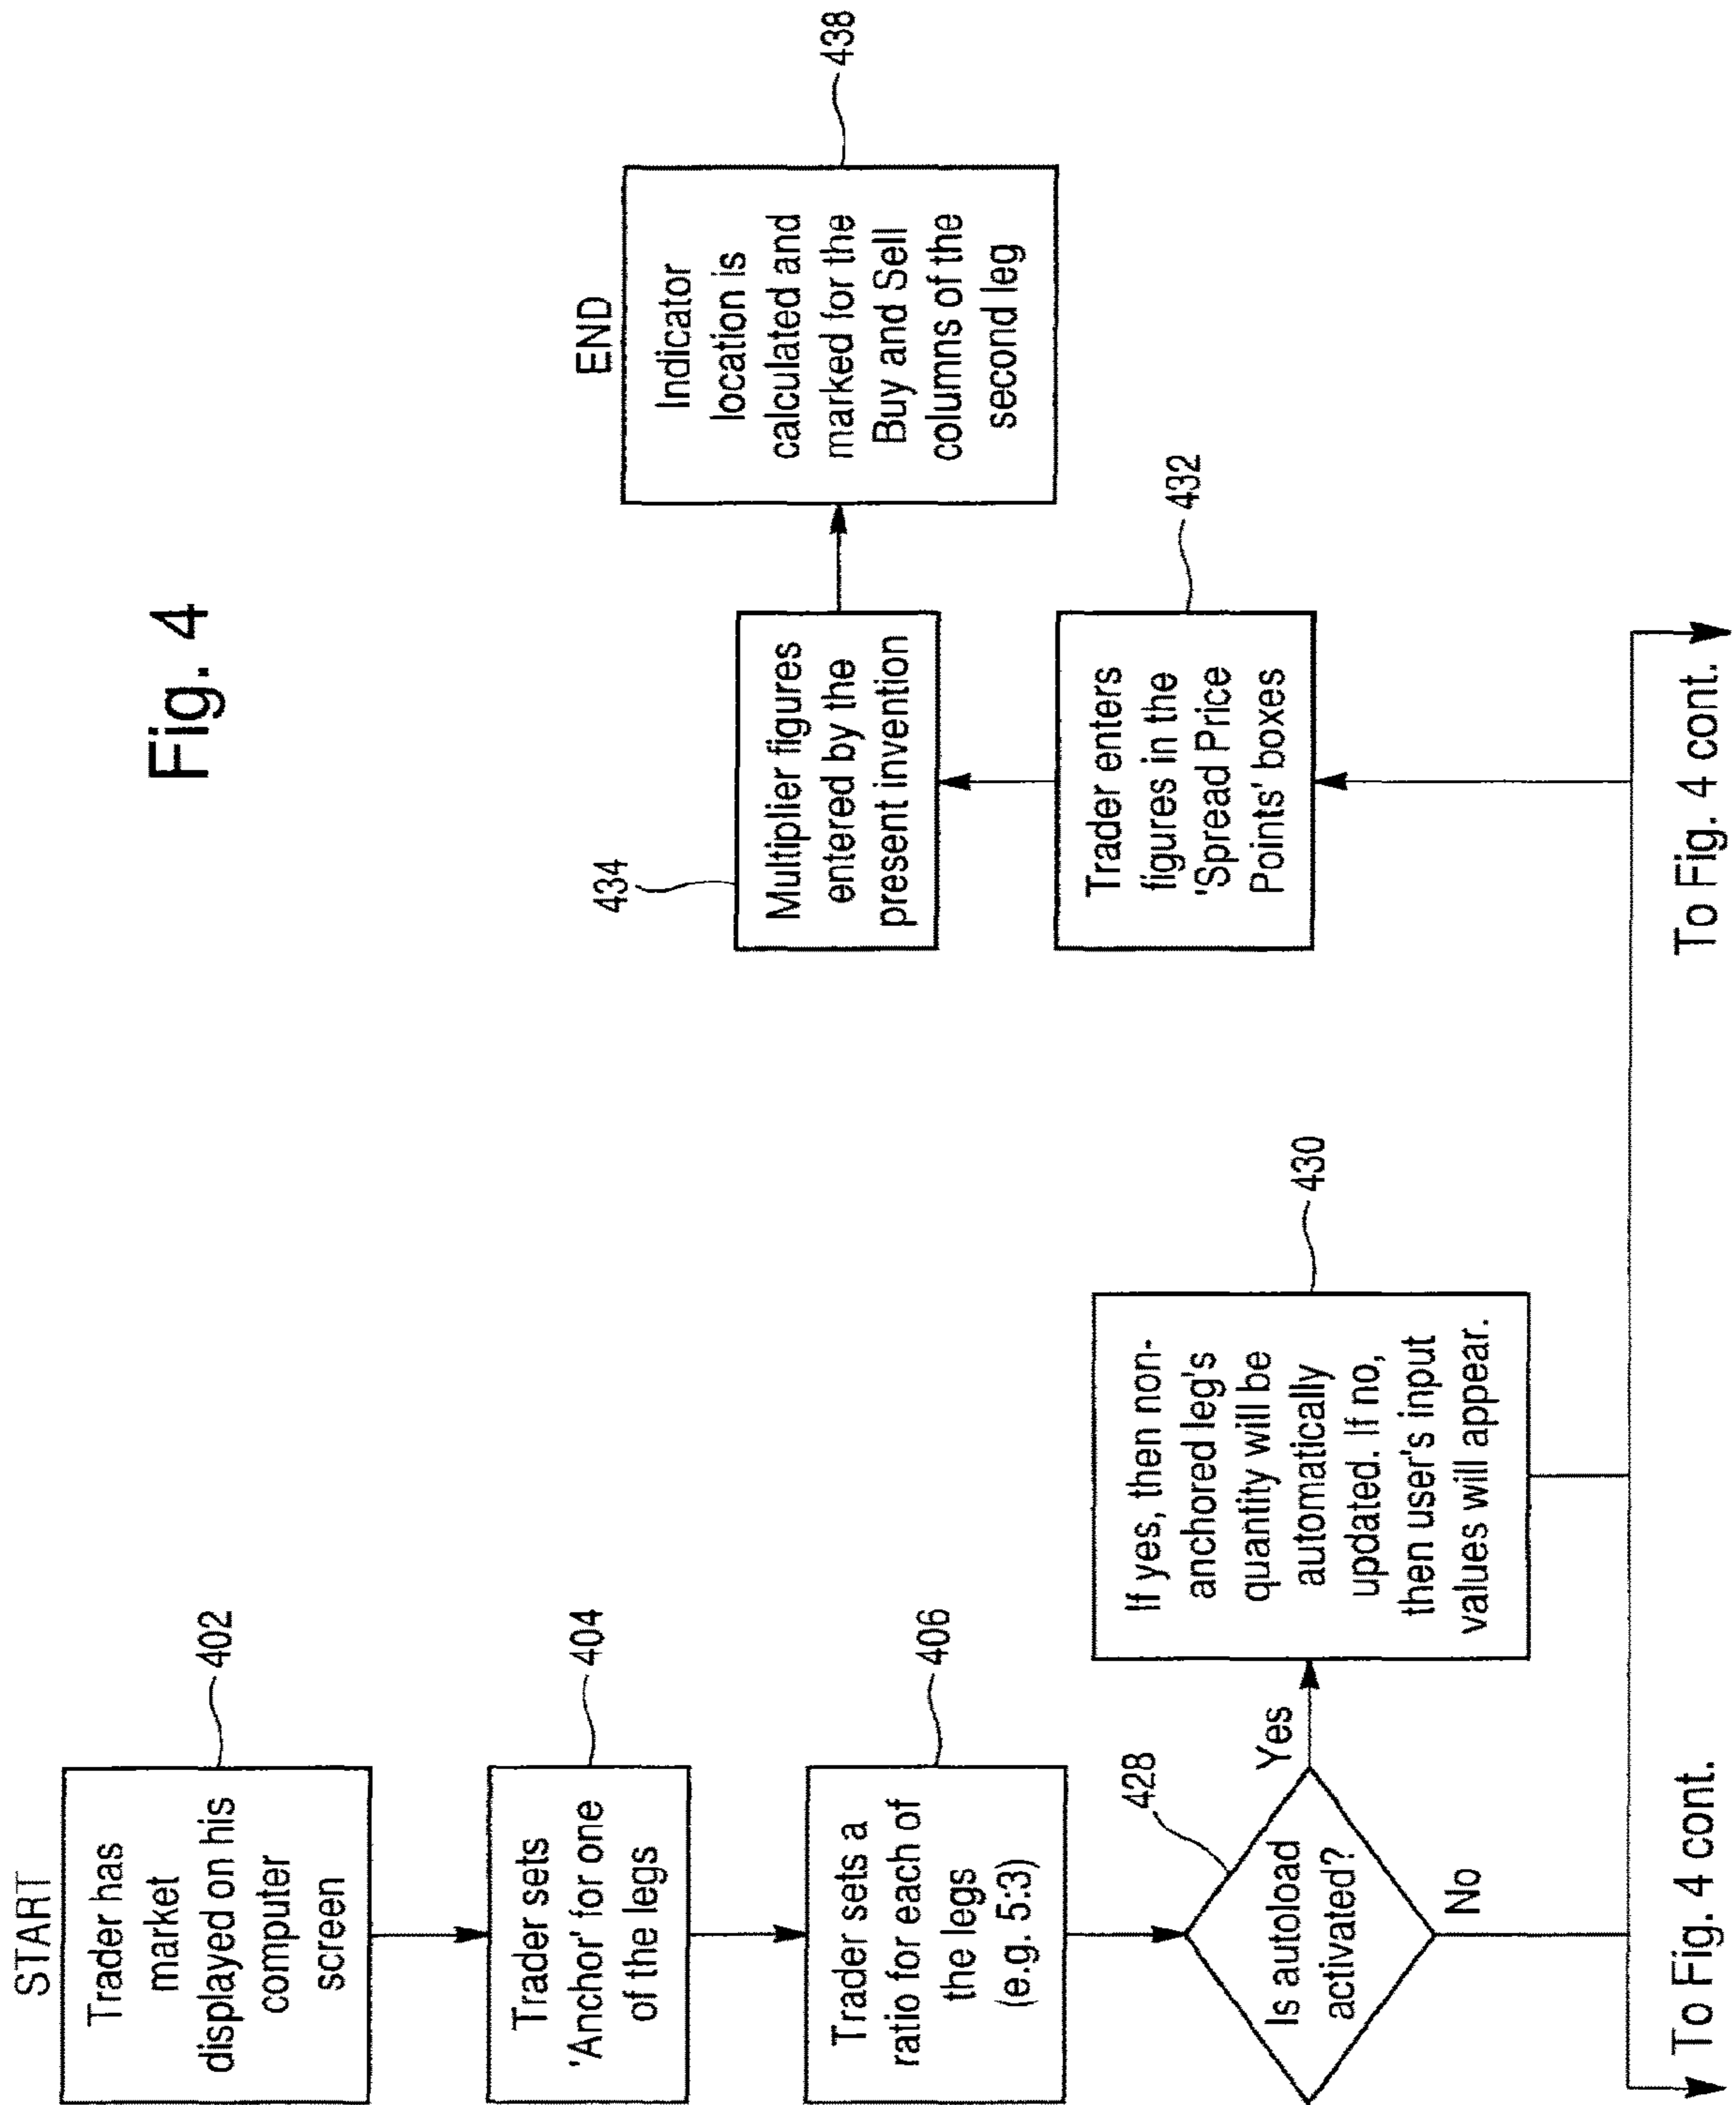 Fig. 4
START
Trader has
market
displayed on his
computer
screen
402
Trader sets
'Anchor' for one
of the legs
404
Trader sets a
ratio for each of
the legs
(e.g. 5:3)
406
Is autoload
activated?
428
Yes
No
If yes, then non-
anchored leg's
quantity will be
automatically
updated. If no,
then user's input
values will appear.
430
To Fig. 4 cont.
To Fig. 4 cont.
Trader enters
figures in the
'Spread Price
Points' boxes
432
Multiplier figures
entered by the
present invention
434
END
Indicator
location is
calculated and
marked for the
Buy and Sell
columns of the
second leg
438